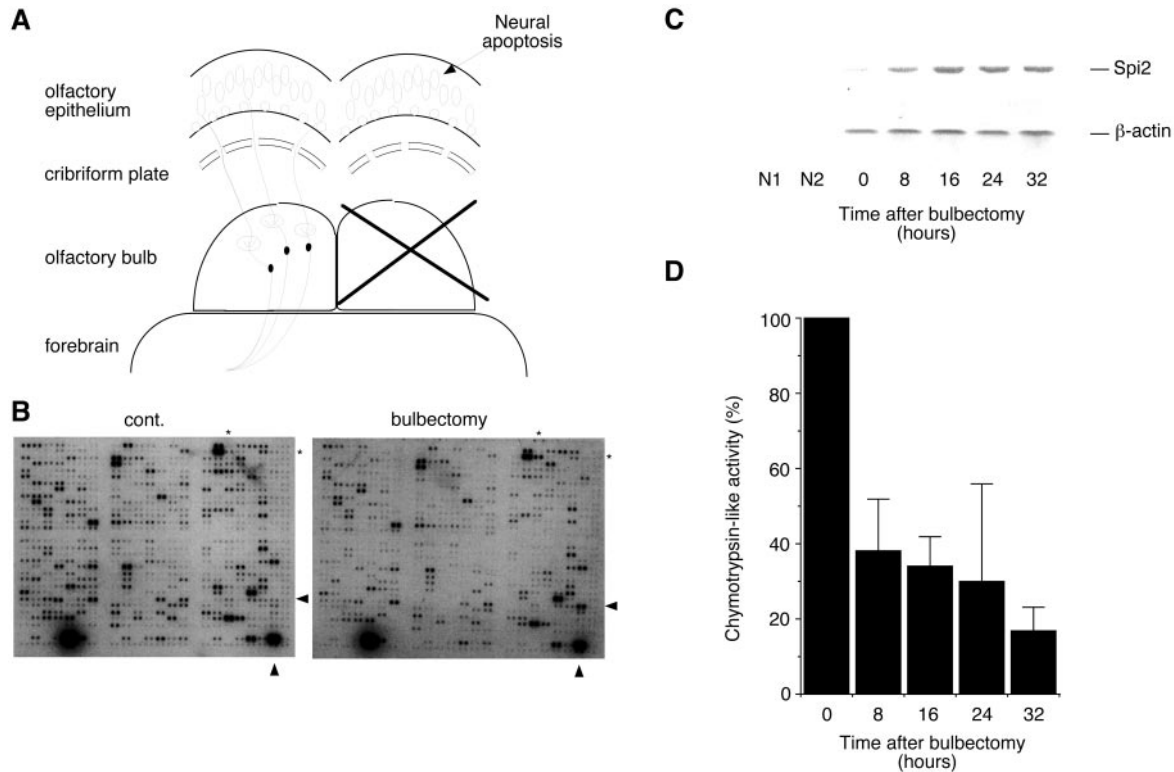 A
Neural
apoptosis
olfactory
epithelium
cribriform plate
olfactory bulb
forebrain
B
cont.
bulbectomy
*
*
*
*
C
Spi2
β-actin
N1 N2 0 8 16 24 32
Time after bulbectomy
(hours)
D
Chymotrypsin-like activity (%)
100
80
60
40
20
0
0 8 16 24 32
Time after bulbectomy
(hours)